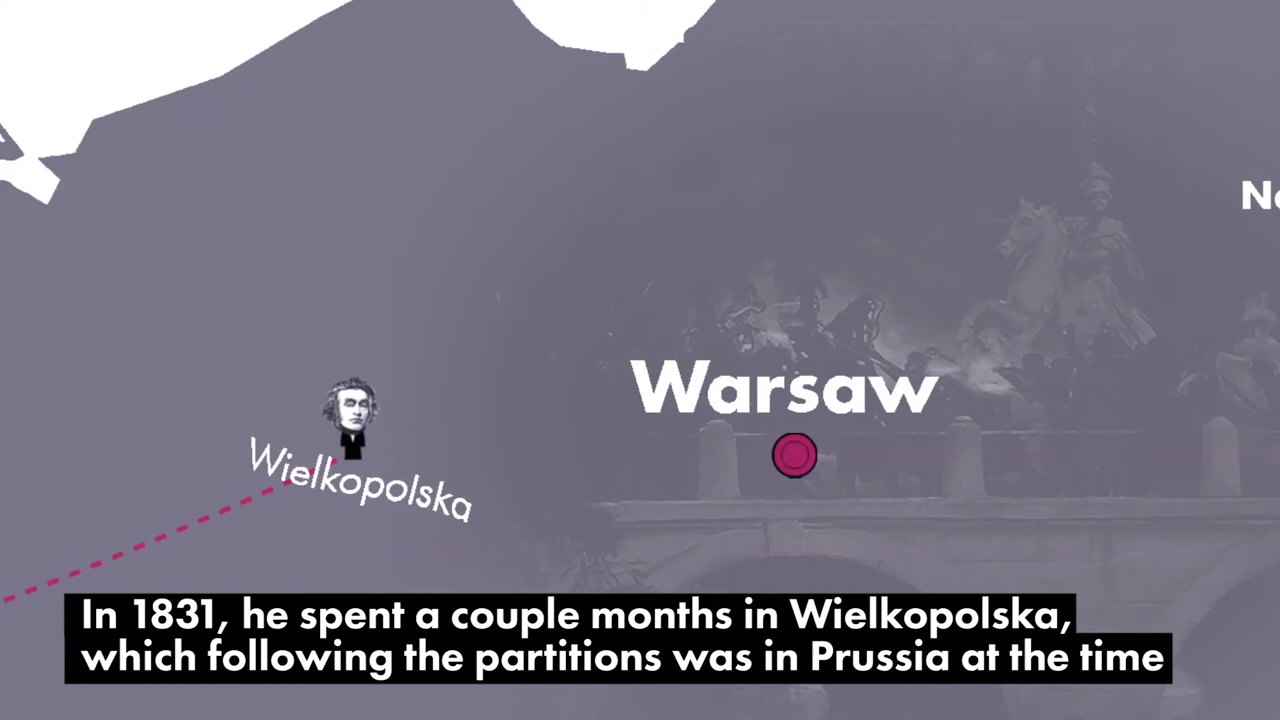 Warsaw
Wielkopolska
In 1831, he spent a couple months in Wielkopolska,
which following the partitions was in Prussia at the time